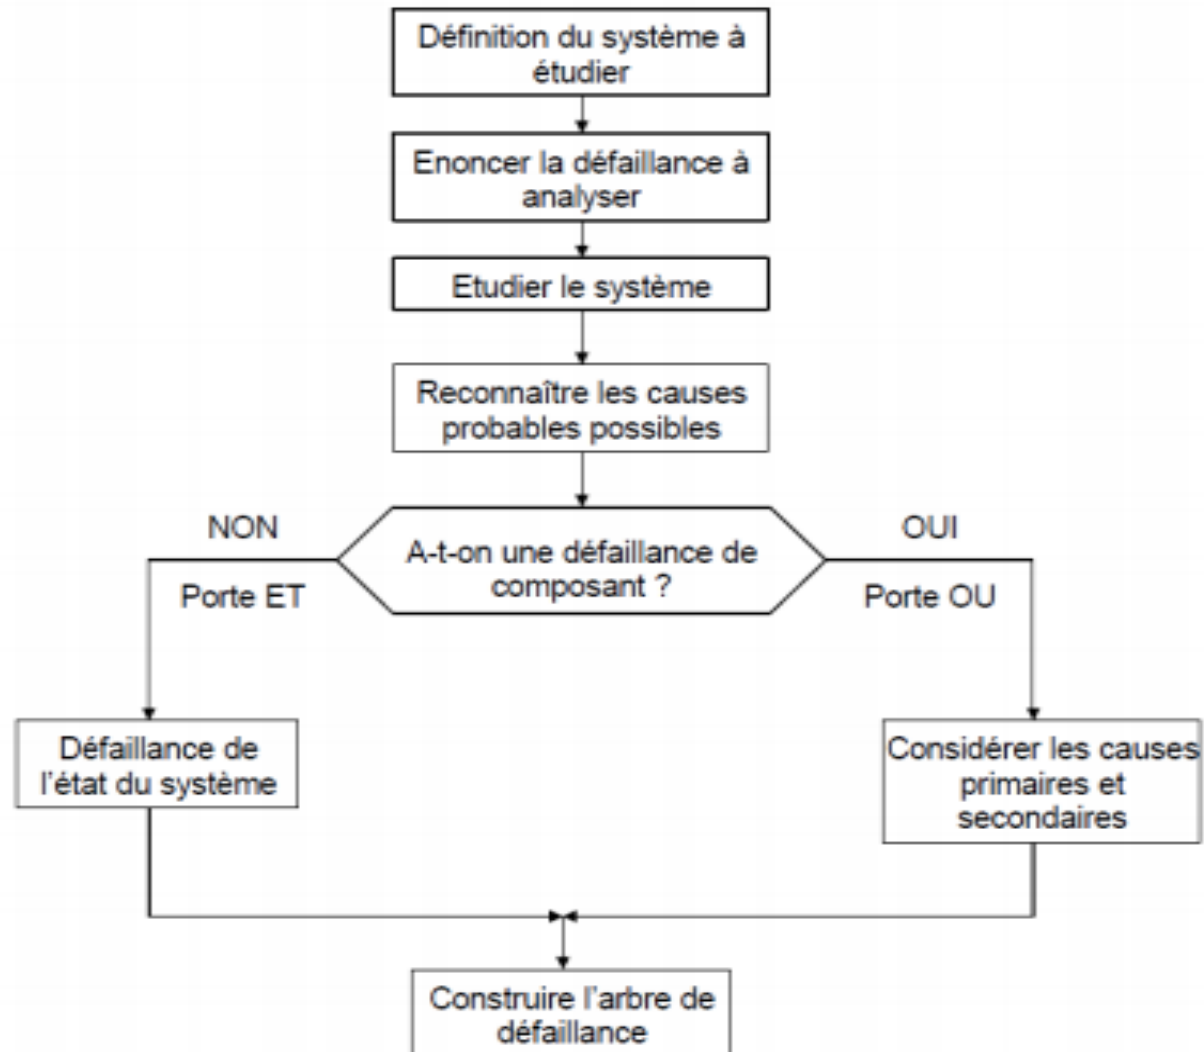 Définition du système à
étudier
Enoncer la défaillance à
analyser
Etudier le système
Reconnaître les causes
probables possibles
NON
OUI
A-t-on une défaillance de
composant ?
Porte ET
Porte OU
Défaillance de
l'état du système
Considérer les causes
primaires et
secondaires
Construire l'arbre de
défaillance